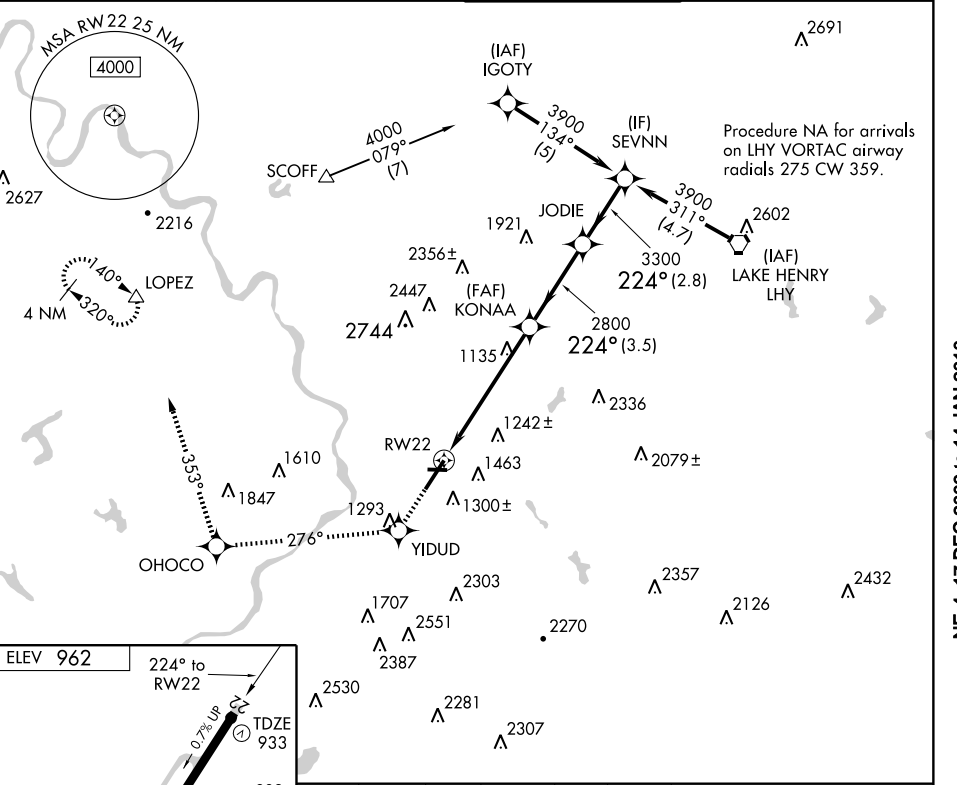 MSA RW22 25 NM
4000
2691
(IAF)
IGOTY
3900
134°
(5)
(IF)
SEVNN
4000
079°
(7)
SCOFF
Procedure NA for arrivals
on LHY VORTAC airway
radials 275 CW 359.
2627
2216
3900
311°
(4.7)
2602
JODIE
1921
(IAF)
LAKE HENRY
LHY
3300
224° (2.8)
2356±
140°
LOPEZ
320°
4 NM
2447
(FAF)
KONAA
2744
2800
224° (3.5)
1135
2336
353°
1242±
RW22
1463
2079±
1610
1847
1300±
1293
276°
YIDUD
OHOCO
2303
2357
2432
1707
2551
2126
2270
2387
ELEV 962
224° to
RW22
2530
2281
2307
22
TDZE
933
0.7% UP